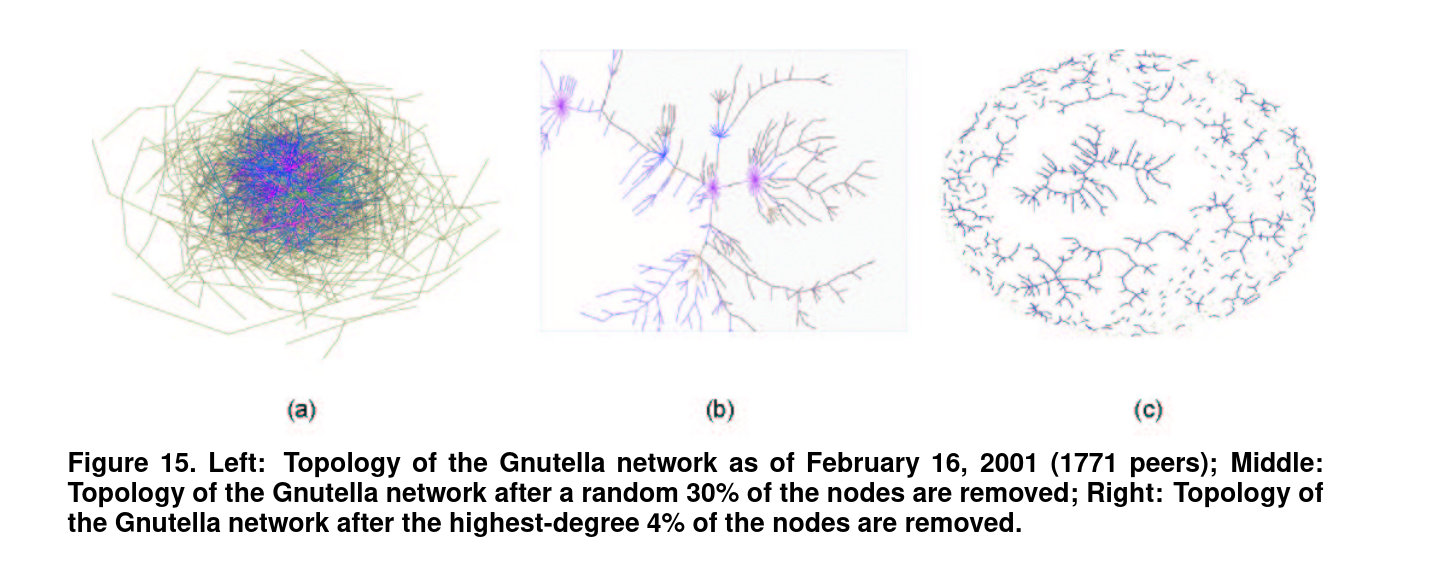 (a)
(b)
(c)
Figure 15. Left: Topology of the Gnutella network as of February 16, 2001 (1771 peers); Middle:
Topology of the Gnutella network after a random 30% of the nodes are removed; Right: Topology of
the Gnutella network after the highest-degree 4% of the nodes are removed.